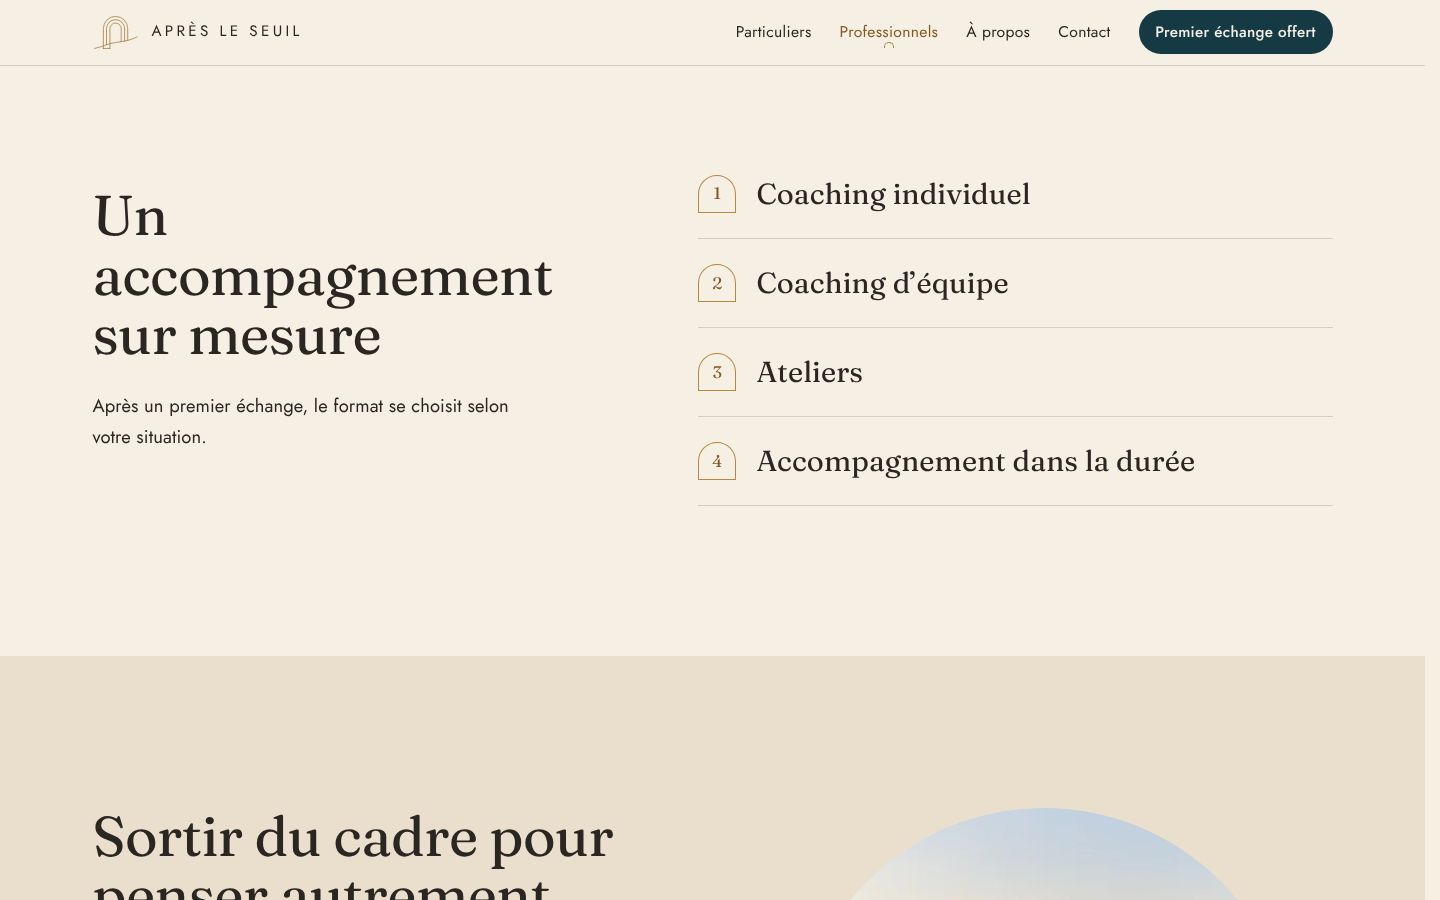 APRÈS LE SEUIL
Particuliers
Professionnels
À propos
Contact
Premier échange offert
Un
accompagnement
sur mesure
Après un premier échange, le format se choisit selon
votre situation.
1 Coaching individuel
2 Coaching d’équipe
3 Ateliers
4 Accompagnement dans la durée
Sortir du cadre pour
penser autrement